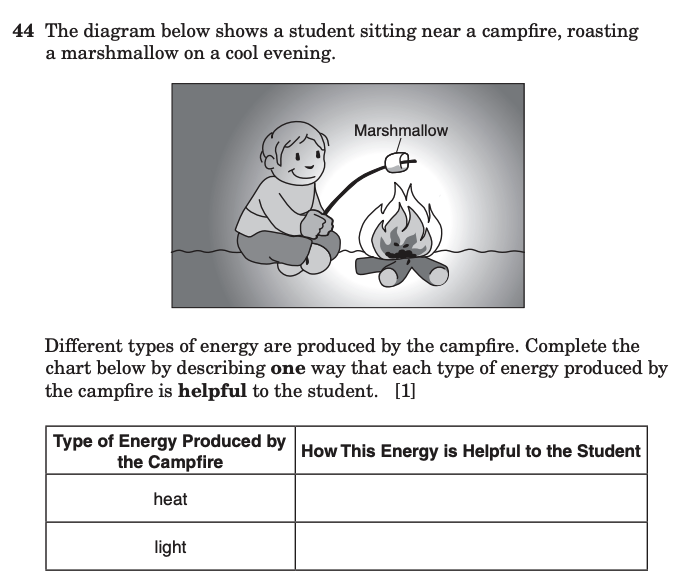 44 The diagram below shows a student sitting near a campfire, roasting
a marshmallow on a cool evening.
Marshmallow
Different types of energy are produced by the campfire. Complete the
chart below by describing one way that each type of energy produced by
the campfire is helpful to the student. [1]
Type of Energy Produced by
the Campfire
How This Energy is Helpful to the Student
heat
light